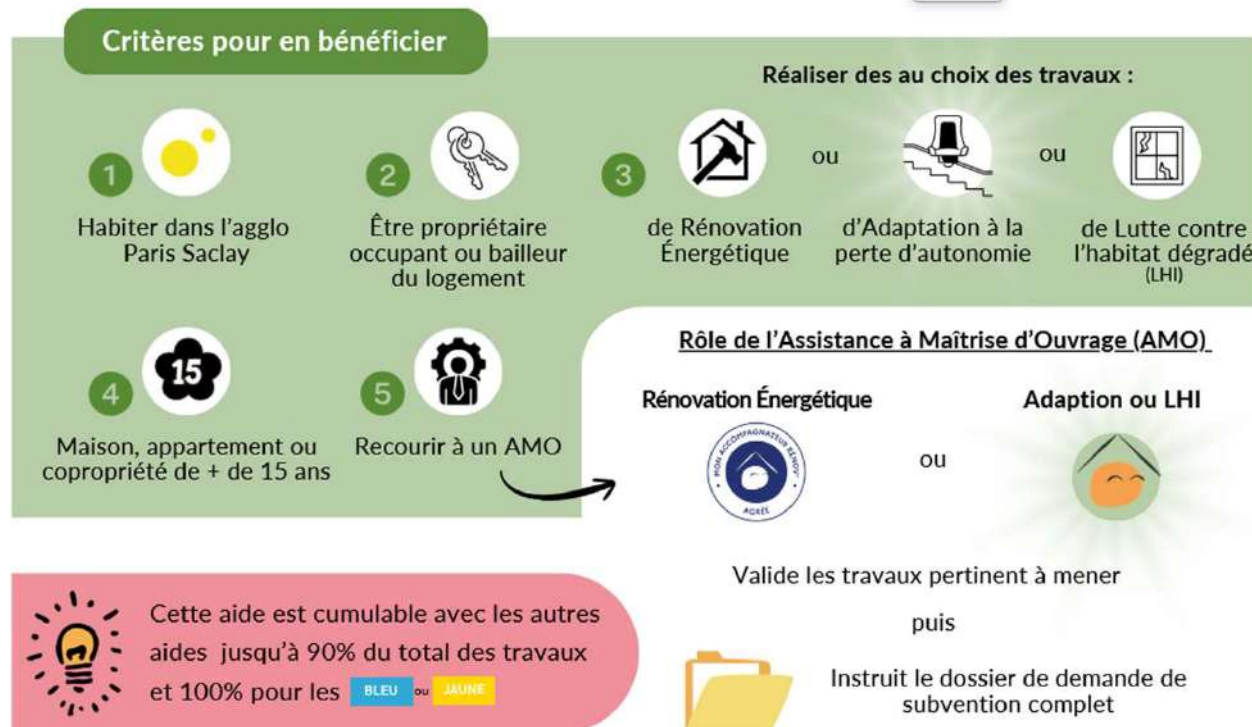 Critères pour en bénéficier
1
Habiter dans l'agglo
Paris Saclay
2
Être propriétaire
occupant ou bailleur
du logement
Réaliser des au choix des travaux :
3
de Rénovation
Énergétique
ou
d'Adaptation à la
perte d'autonomie
ou
de Lutte contre
l'habitat dégradé
(LHI)
4
15
Maison, appartement ou
copropriété de + de 15 ans
5
Recourir à un AMO
Rôle de l'Assistance à Maîtrise d'Ouvrage (AMO)
Rénovation Énergétique
MON ACCOMPAGNATEUR RÉNOV'
AGRÉÉ
ou
Adaption ou LHI
Valide les travaux pertinent à mener
puis
Instruit le dossier de demande de
subvention complet
Cette aide est cumulable avec les autres
aides jusqu'à 90% du total des travaux
et 100% pour les BLEU ou JAUNE